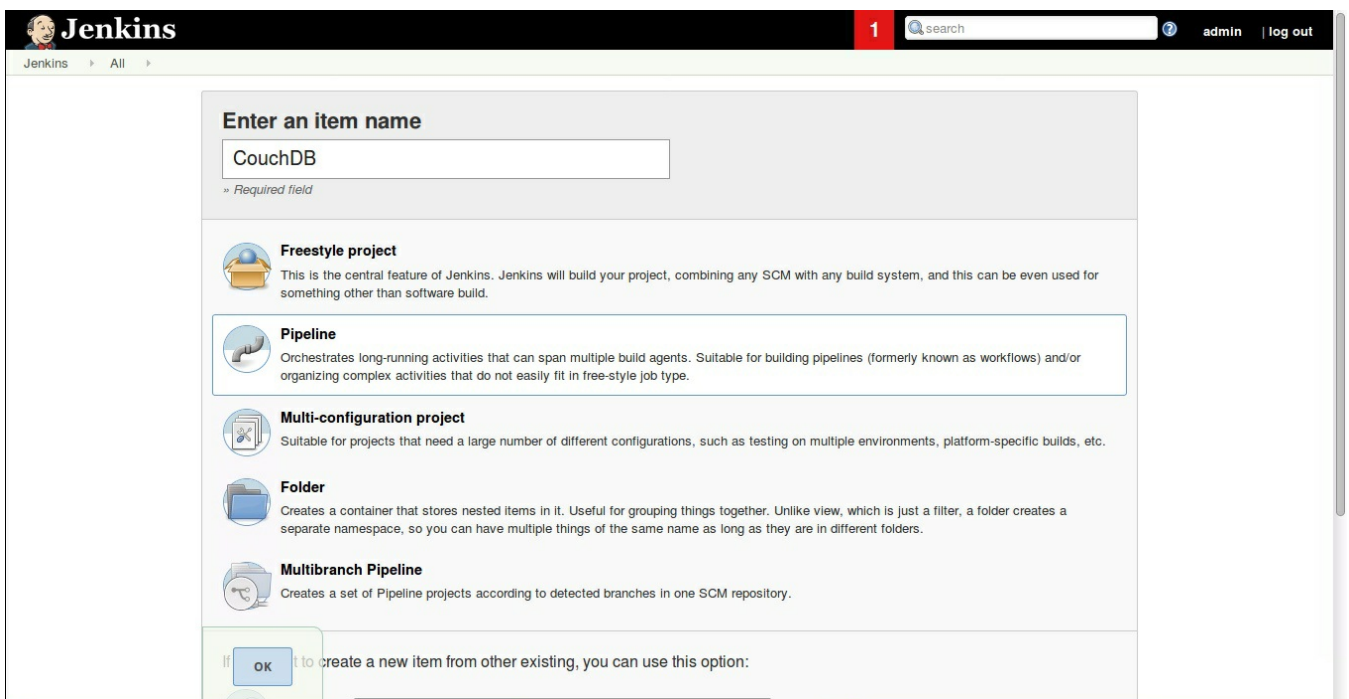 Jenkins
1
search
admin
| log out
Jenkins
All
Enter an item name
CouchDB
» Required field
Freestyle project
This is the central feature of Jenkins. Jenkins will build your project, combining any SCM with any build system, and this can be even used for
something other than software build.
Pipeline
Orchestrates long-running activities that can span multiple build agents. Suitable for building pipelines (formerly known as workflows) and/or
organizing complex activities that do not easily fit in free-style job type.
Multi-configuration project
Suitable for projects that need a large number of different configurations, such as testing on multiple environments, platform-specific builds, etc.
Folder
Creates a container that stores nested items in it. Useful for grouping things together. Unlike view, which is just a filter, a folder creates a
separate namespace, so you can have multiple things of the same name as long as they are in different folders.
Multibranch Pipeline
Creates a set of Pipeline projects according to detected branches in one SCM repository.
If to create a new item from other existing, you can use this option:
OK